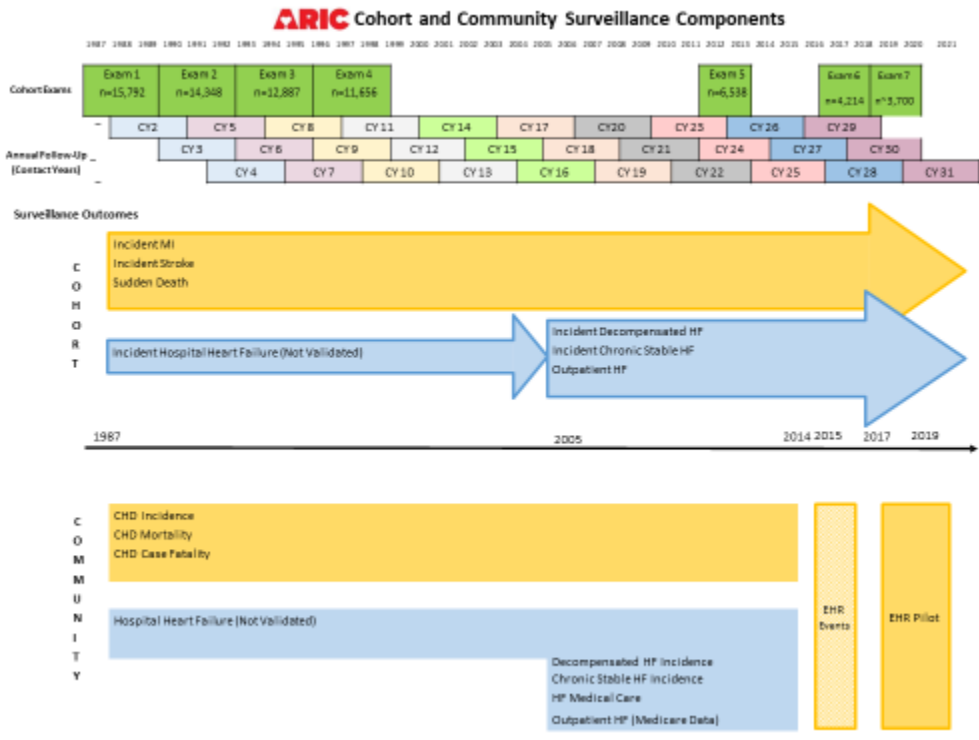 ARIC Cohort and Community Surveillance Components
1987 1988 1989 1990 1991 1992 1993 1994 1995 1996 1997 1998 1999 2000 2001 2002 2003 2004 2005 2006 2007 2008 2009 2010 2011 2012 2013 2014 2015 2016 2017 2018 2019 2020 2021
Cohort Exams
Exam 1
n=15,792
Exam 2
n=14,348
Exam 3
n=12,887
Exam 4
n=11,656
Exam 5
n=6,538
Exam 6
n=4,214
Exam 7
n~3,700
Annual Follow-Up
(Contact Years)
CY2 CY5 CY8 CY11 CY14 CY17 CY20 CY26 CY29
CY3 CY6 CY9 CY12 CY15 CY18 CY21 CY24 CY27 CY30
CY4 CY7 CY10 CY13 CY16 CY19 CY22 CY25 CY28 CY31
Surveillance Outcomes
COHORT
Incident MI
Incident Stroke
Sudden Death
Incident Hospital Heart Failure (Not Validated)
Incident Decompensated HF
Incident Chronic Stable HF
Outpatient HF
1987 2005 2014 2015 2017 2019
COMMUNITY
CHD Incidence
CHD Mortality
CHD Case Fatality
Hospital Heart Failure (Not Validated)
Decompensated HF Incidence
Chronic Stable HF Incidence
HF Medical Care
Outpatient HF (Medicare Data)
EHR
Events
EHR Pilot